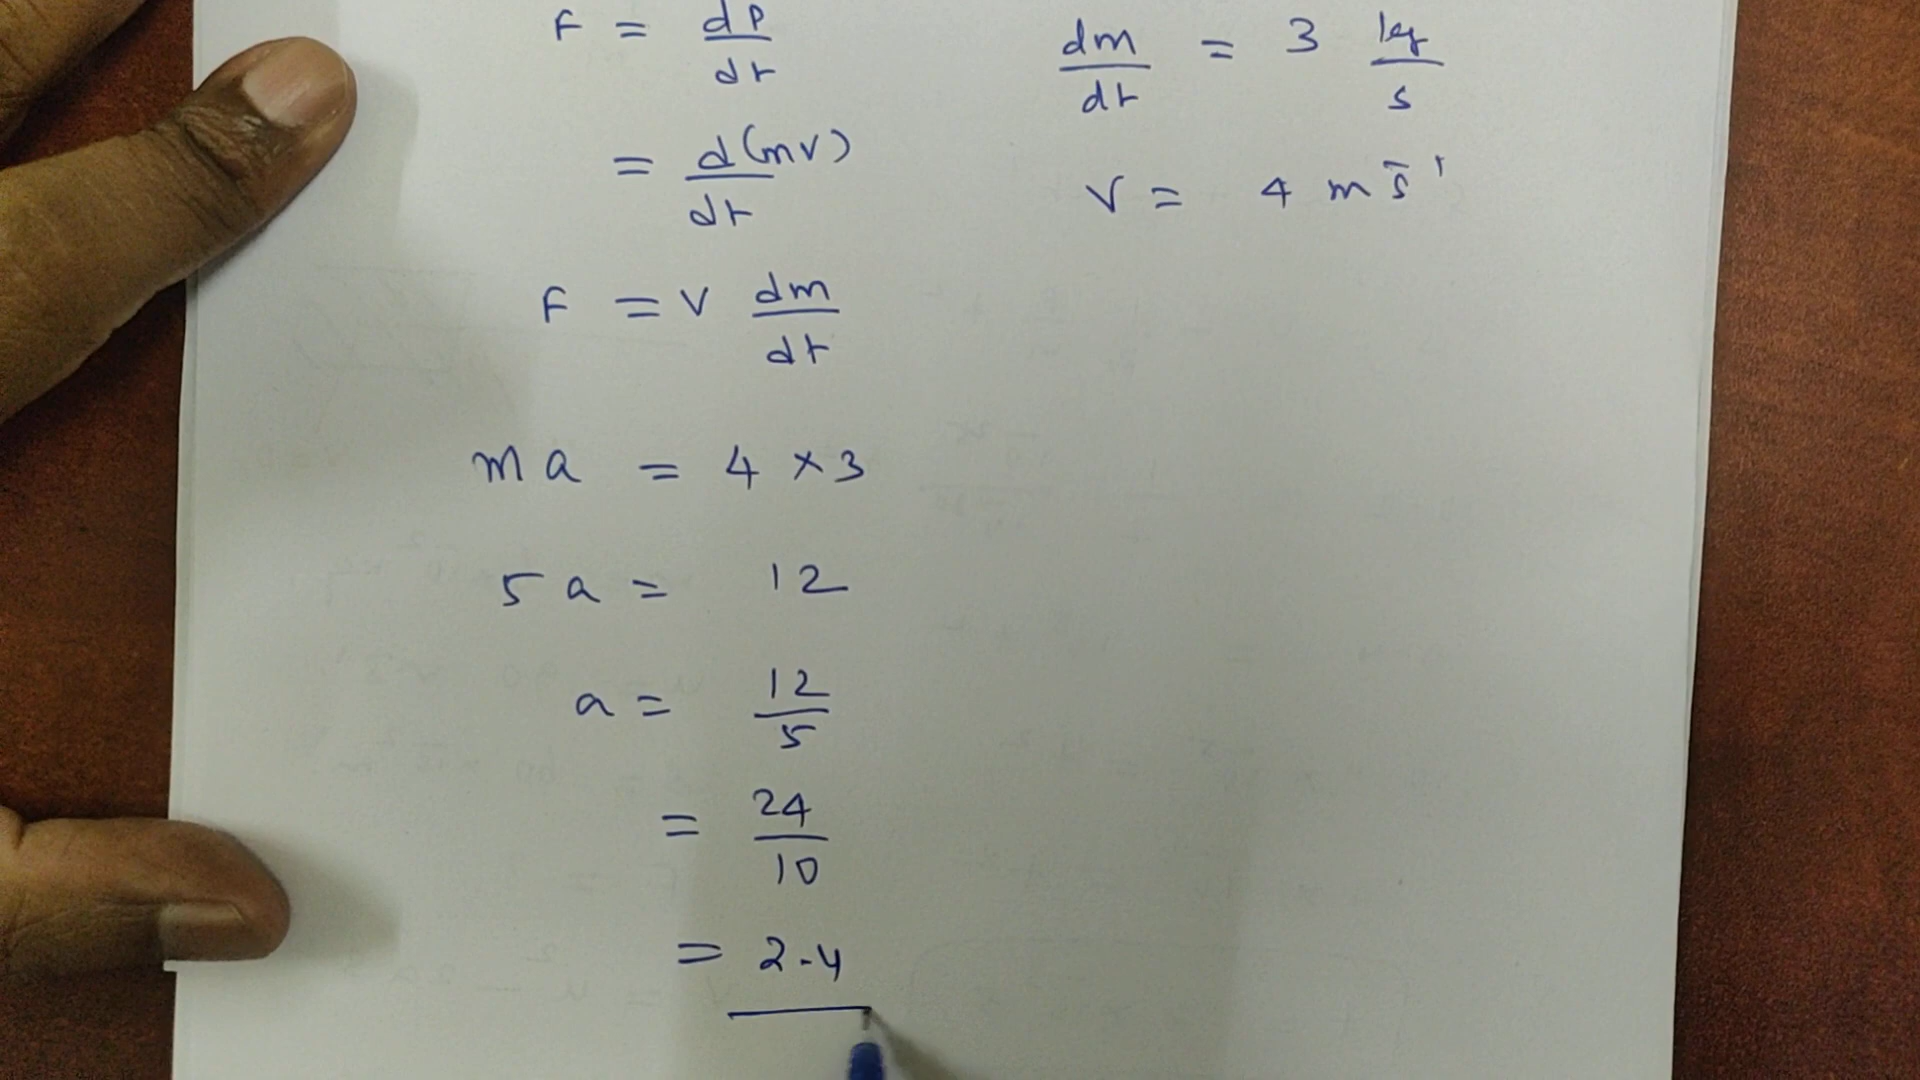 F = dP/dt
= d(mv)/dt
F = v dm/dt
ma = 4 × 3
5a = 12
a = 12/5
= 24/10
= 2.4
dm/dt = 3 kg/s
v = 4 m s⁻¹